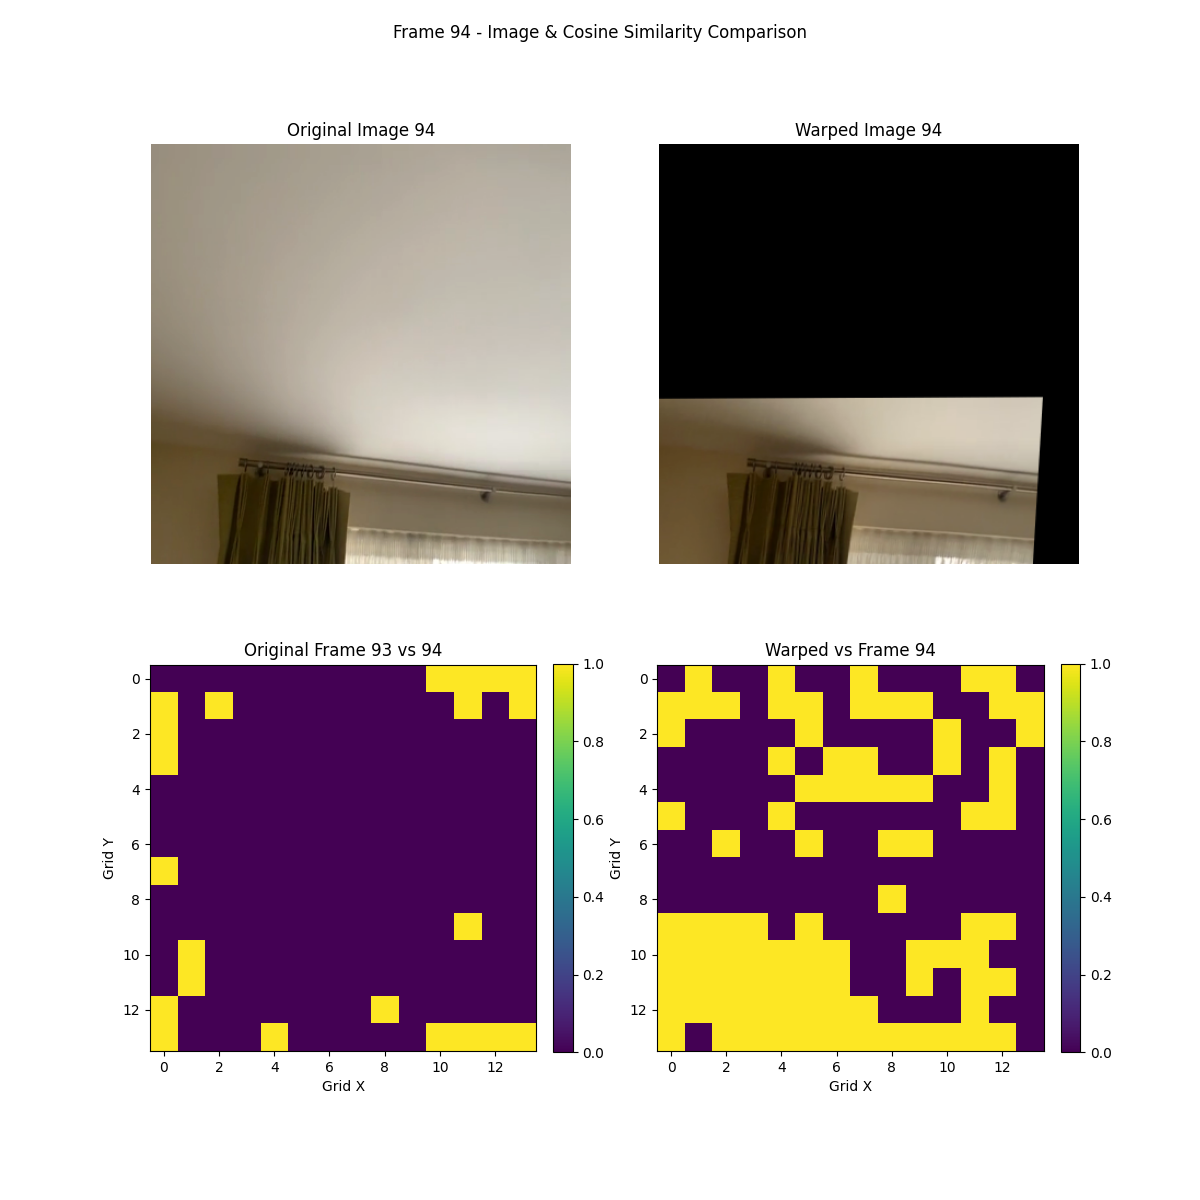 Frame 94 - Image & Cosine Similarity Comparison
Original Image 94
Warped Image 94
Original Frame 93 vs 94
0
2
4
6
8
10
12
Grid Y
0 2 4 6 8 10 12
Grid X
1.0
0.8
0.6
0.4
0.2
0.0
Warped vs Frame 94
0
2
4
6
8
10
12
Grid Y
0 2 4 6 8 10 12
Grid X
1.0
0.8
0.6
0.4
0.2
0.0